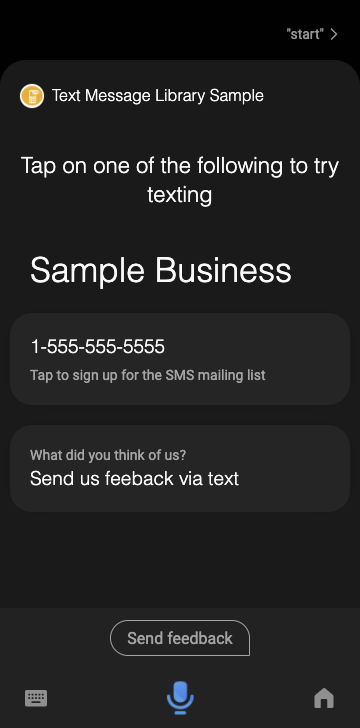 "start"
Text Message Library Sample
Tap on one of the following to try
texting
Sample Business
1-555-555-5555
Tap to sign up for the SMS mailing list
What did you think of us?
Send us feeback via text
Send feedback